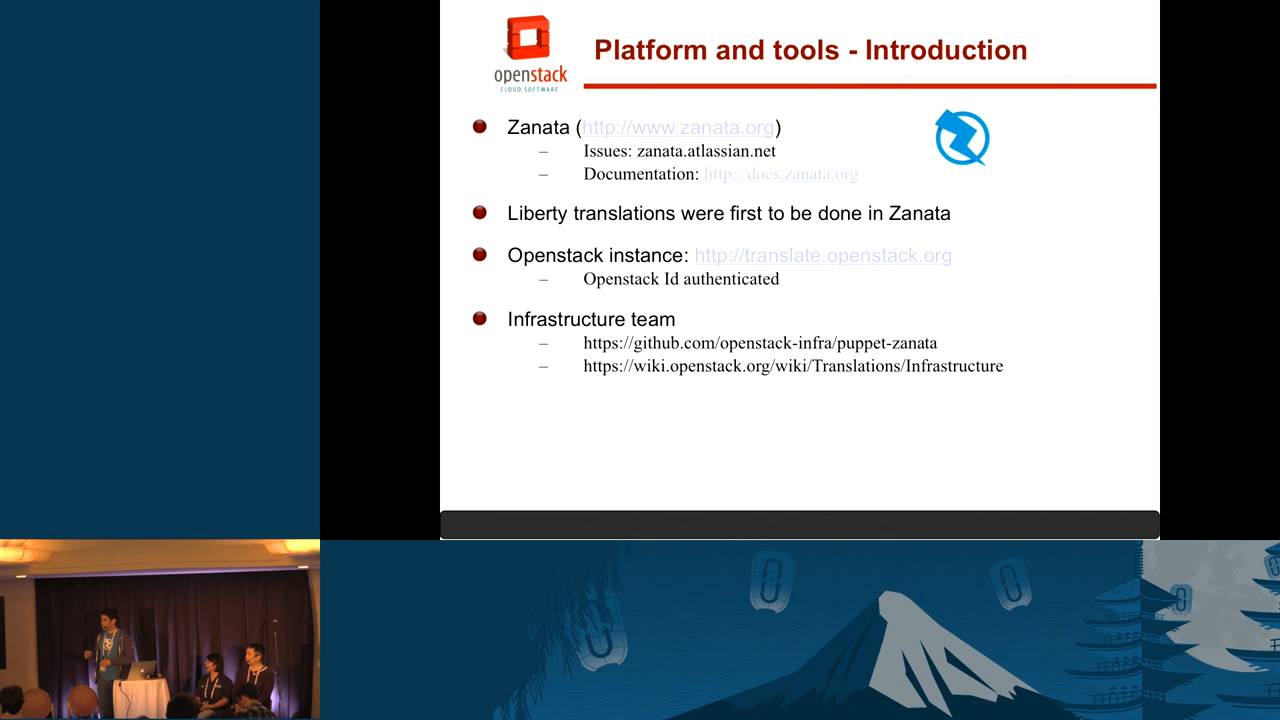 openstack
CLOUD SOFTWARE
Platform and tools - Introduction
Zanata (http://www.zanata.org)
– Issues: zanata.atlassian.net
– Documentation: http://docs.zanata.org
Liberty translations were first to be done in Zanata
Openstack instance: http://translate.openstack.org
– Openstack Id authenticated
Infrastructure team
– https://github.com/openstack-infra/puppet-zanata
– https://wiki.openstack.org/wiki/Translations/Infrastructure